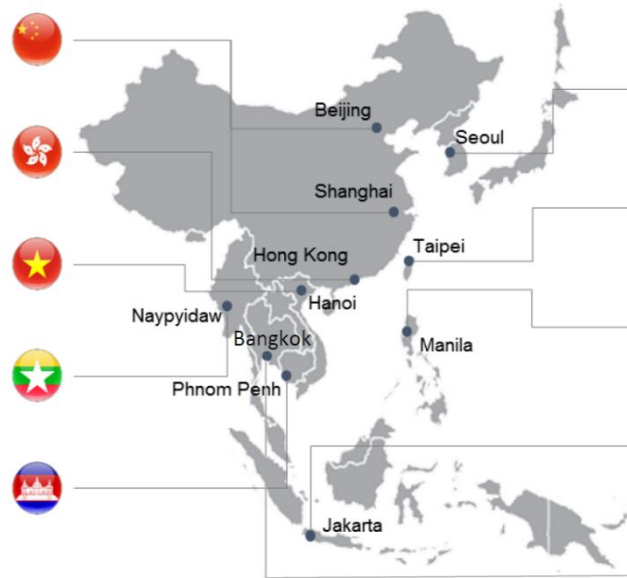 Beijing
Seoul
Shanghai
Hong Kong
Taipei
Hanoi
Naypyidaw
Bangkok
Manila
Phnom Penh
Jakarta